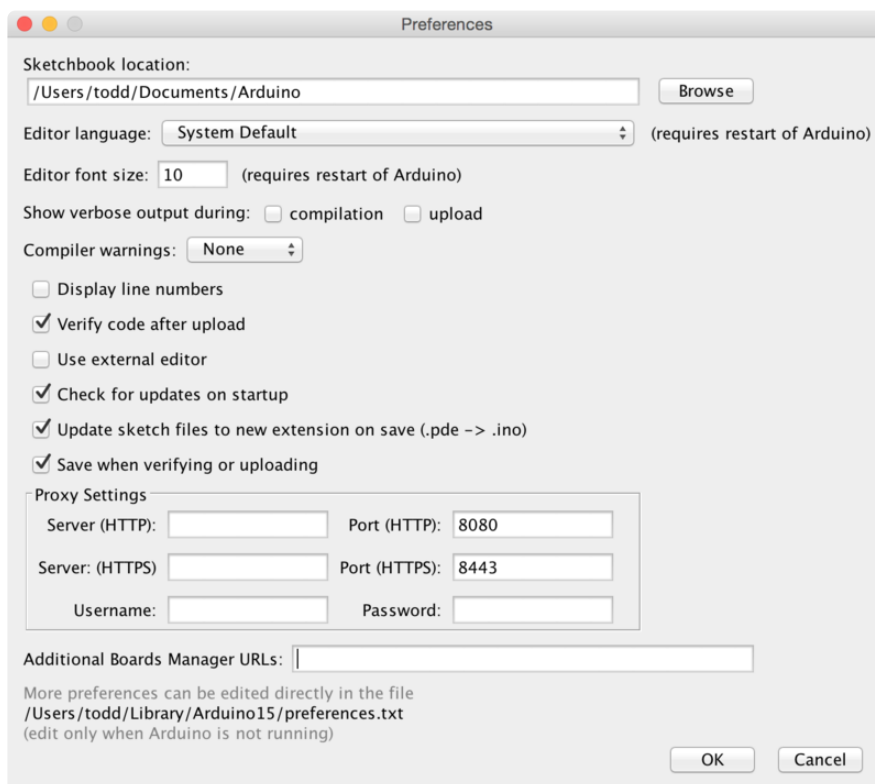 Preferences
Sketchbook location:
/Users/todd/Documents/Arduino Browse
Editor language: System Default (requires restart of Arduino)
Editor font size: 10 (requires restart of Arduino)
Show verbose output during: compilation upload
Compiler warnings: None
Display line numbers
Verify code after upload
Use external editor
Check for updates on startup
Update sketch files to new extension on save (.pde -> .ino)
Save when verifying or uploading
Proxy Settings
Server (HTTP): Port (HTTP): 8080
Server: (HTTPS) Port (HTTPS): 8443
Username: Password:
Additional Boards Manager URLs:
More preferences can be edited directly in the file
/Users/todd/Library/Arduino15/preferences.txt
(edit only when Arduino is not running)
OK Cancel